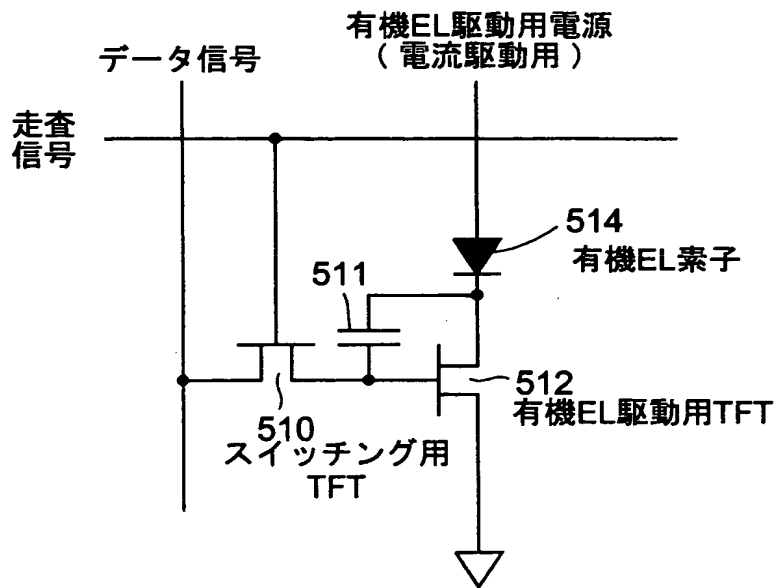 有機EL駆動用電源
(電流駆動用)
データ信号
走査
信号
514
有機EL素子
511
512
有機EL駆動用TFT
510
スイッチング用
TFT